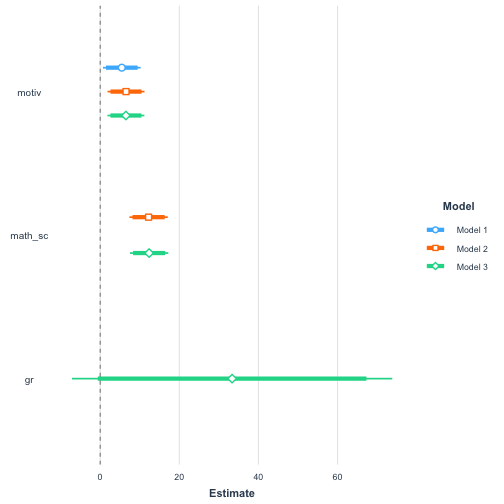 motiv
math_sc
gr
0 20 40 60
Estimate
Model
Model 1
Model 2
Model 3